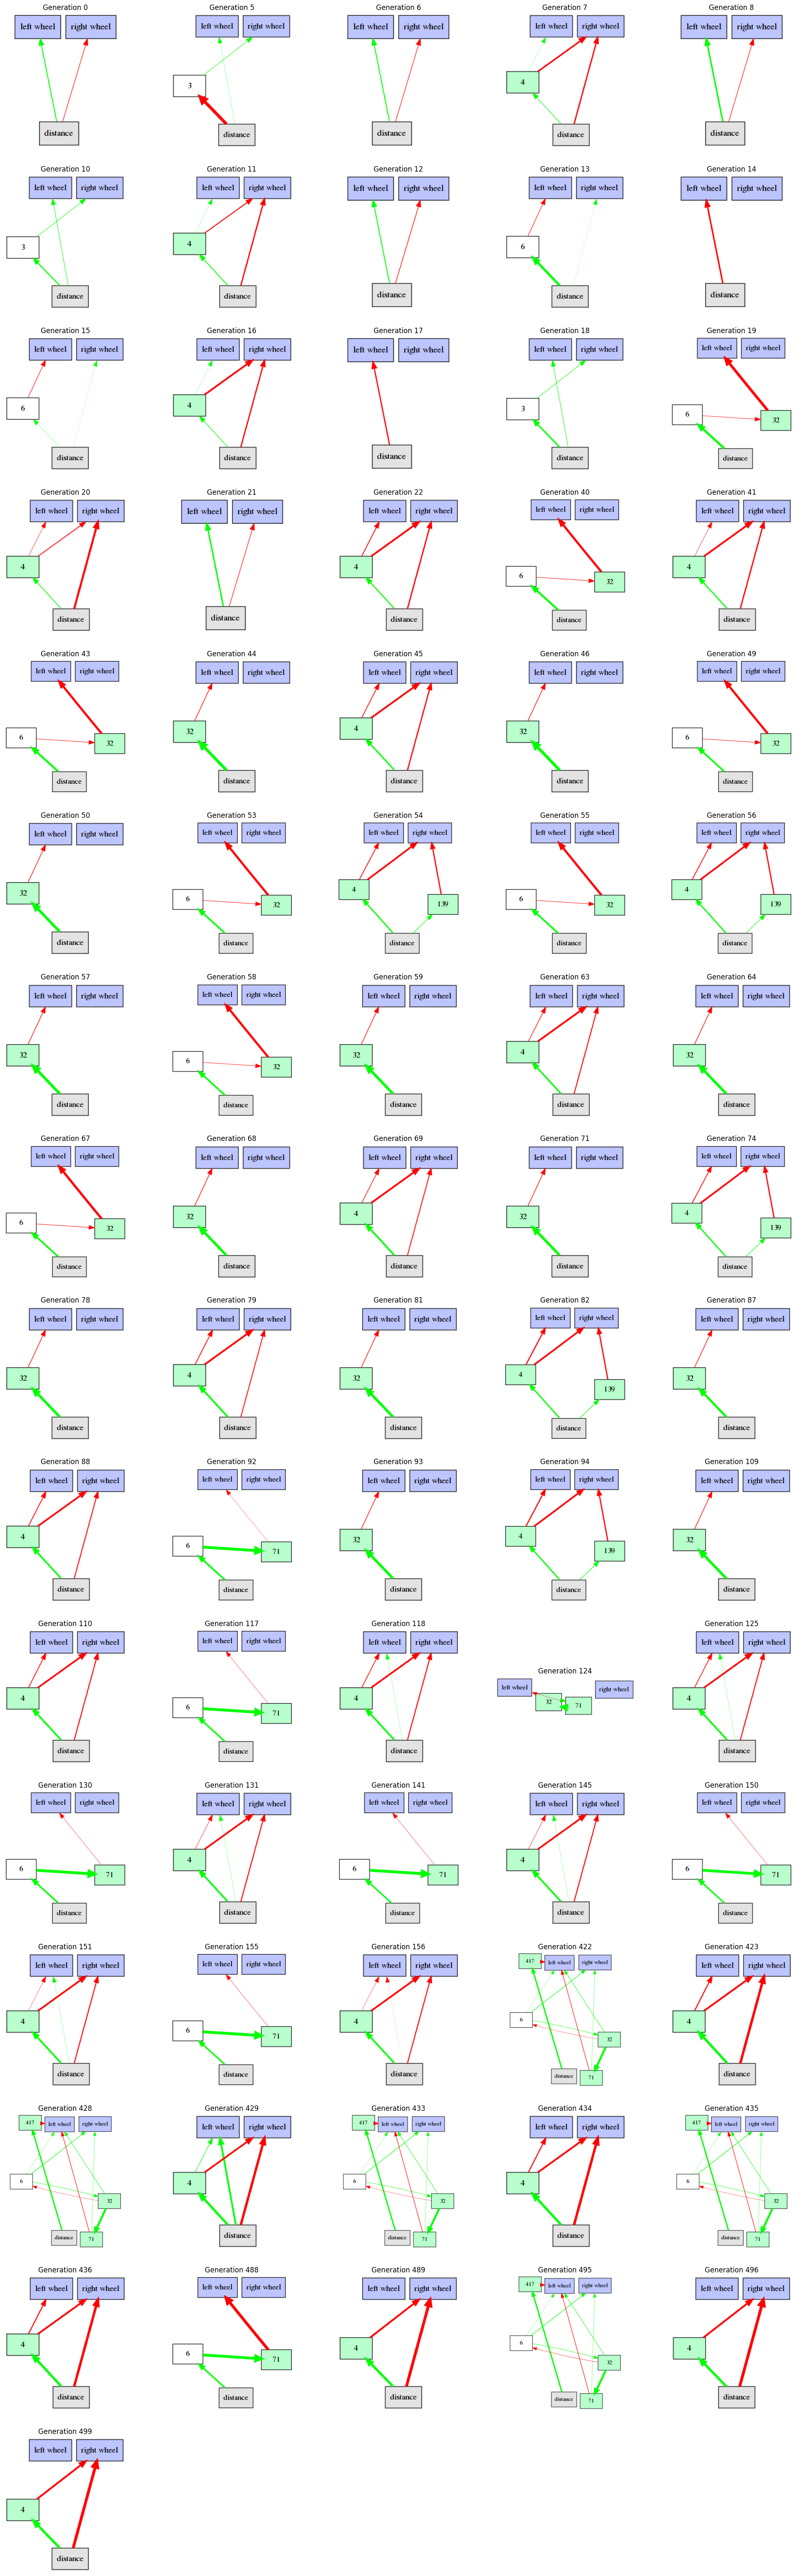 Generation 0
left wheel right wheel
distance
Generation 5
left wheel right wheel
3
distance
Generation 6
left wheel right wheel
distance
Generation 7
left wheel right wheel
4
distance
Generation 8
left wheel right wheel
distance
Generation 10
left wheel right wheel
3
distance
Generation 11
left wheel right wheel
4
distance
Generation 12
left wheel right wheel
distance
Generation 13
left wheel right wheel
6
distance
Generation 14
left wheel right wheel
distance
Generation 15
left wheel right wheel
6
distance
Generation 16
left wheel right wheel
4
distance
Generation 17
left wheel right wheel
distance
Generation 18
left wheel right wheel
3
distance
Generation 19
left wheel right wheel
6 32
distance
Generation 20
left wheel right wheel
4
distance
Generation 21
left wheel right wheel
distance
Generation 22
left wheel right wheel
4
distance
Generation 40
left wheel right wheel
6 32
distance
Generation 41
left wheel right wheel
4
distance
Generation 43
left wheel right wheel
6 32
distance
Generation 44
left wheel right wheel
32
distance
Generation 45
left wheel right wheel
4
distance
Generation 46
left wheel right wheel
32
distance
Generation 49
left wheel right wheel
6 32
distance
Generation 50
left wheel right wheel
32
distance
Generation 53
left wheel right wheel
6 32
distance
Generation 54
left wheel right wheel
4 139
distance
Generation 55
left wheel right wheel
6 32
distance
Generation 56
left wheel right wheel
4 139
distance
Generation 57
left wheel right wheel
32
distance
Generation 58
left wheel right wheel
6 32
distance
Generation 59
left wheel right wheel
32
distance
Generation 63
left wheel right wheel
4
distance
Generation 64
left wheel right wheel
32
distance
Generation 67
left wheel right wheel
6 32
distance
Generation 68
left wheel right wheel
32
distance
Generation 69
left wheel right wheel
4
distance
Generation 71
left wheel right wheel
32
distance
Generation 74
left wheel right wheel
4 139
distance
Generation 78
left wheel right wheel
32
distance
Generation 79
left wheel right wheel
4
distance
Generation 81
left wheel right wheel
32
distance
Generation 82
left wheel right wheel
4 139
distance
Generation 87
left wheel right wheel
32
distance
Generation 88
left wheel right wheel
4
distance
Generation 92
left wheel right wheel
6 71
distance
Generation 93
left wheel right wheel
32
distance
Generation 94
left wheel right wheel
4 139
distance
Generation 109
left wheel right wheel
32
distance
Generation 110
left wheel right wheel
4
distance
Generation 117
left wheel right wheel
6 71
distance
Generation 118
left wheel right wheel
4
distance
Generation 124
left wheel right wheel
32 71
Generation 125
left wheel right wheel
4
distance
Generation 130
left wheel right wheel
6 71
distance
Generation 131
left wheel right wheel
4
distance
Generation 141
left wheel right wheel
6 71
distance
Generation 145
left wheel right wheel
4
distance
Generation 150
left wheel right wheel
6 71
distance
Generation 151
left wheel right wheel
4
distance
Generation 155
left wheel right wheel
6 71
distance
Generation 156
left wheel right wheel
4
distance
Generation 422
417 left wheel right wheel
6
32
distance 71
Generation 423
left wheel right wheel
4
distance
Generation 428
417 left wheel right wheel
6
32
distance 71
Generation 429
left wheel right wheel
4
distance
Generation 433
417 left wheel right wheel
6
32
distance 71
Generation 434
left wheel right wheel
4
distance
Generation 435
417 left wheel right wheel
6
32
distance 71
Generation 436
left wheel right wheel
4
distance
Generation 488
left wheel right wheel
6 71
distance
Generation 489
left wheel right wheel
4
distance
Generation 495
417 left wheel right wheel
6
32
distance 71
Generation 496
left wheel right wheel
4
distance
Generation 499
left wheel right wheel
4
distance